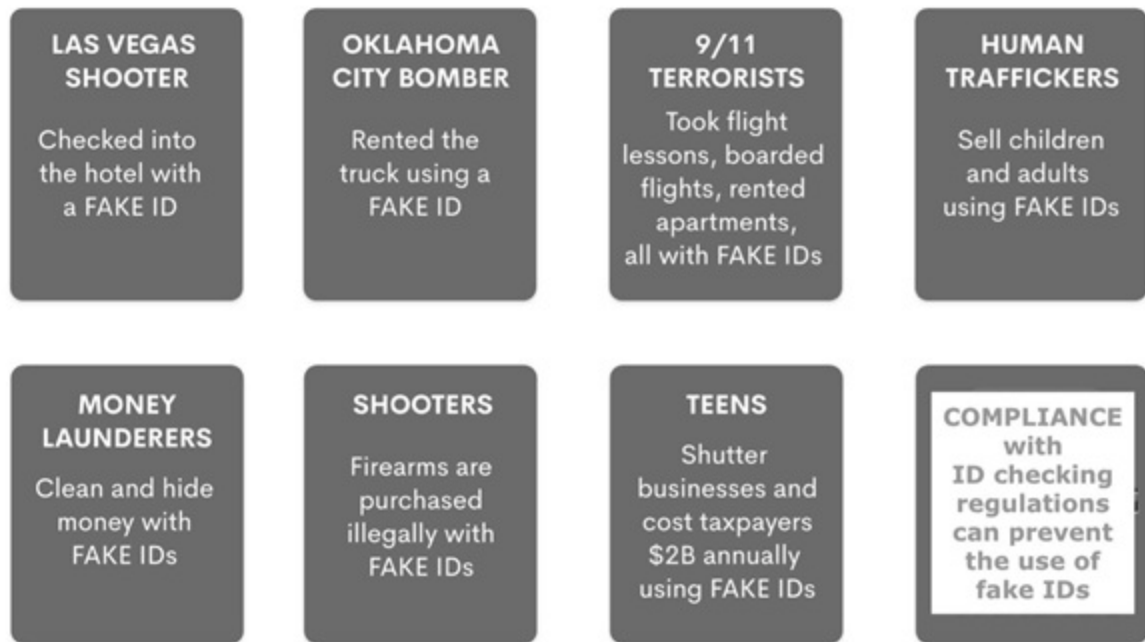 LAS VEGAS
SHOOTER
Checked into
the hotel with
a FAKE ID
OKLAHOMA
CITY BOMBER
Rented the
truck using a
FAKE ID
9/11
TERRORISTS
Took flight
lessons, boarded
flights, rented
apartments,
all with FAKE IDs
HUMAN
TRAFFICKERS
Sell children
and adults
using FAKE IDs
MONEY
LAUNDERERS
Clean and hide
money with
FAKE IDs
SHOOTERS
Firearms are
purchased
illegally with
FAKE IDs
TEENS
Shutter
businesses and
cost taxpayers
$2B annually
using FAKE IDs
COMPLIANCE
with
ID checking
regulations
can prevent
the use of
fake IDs